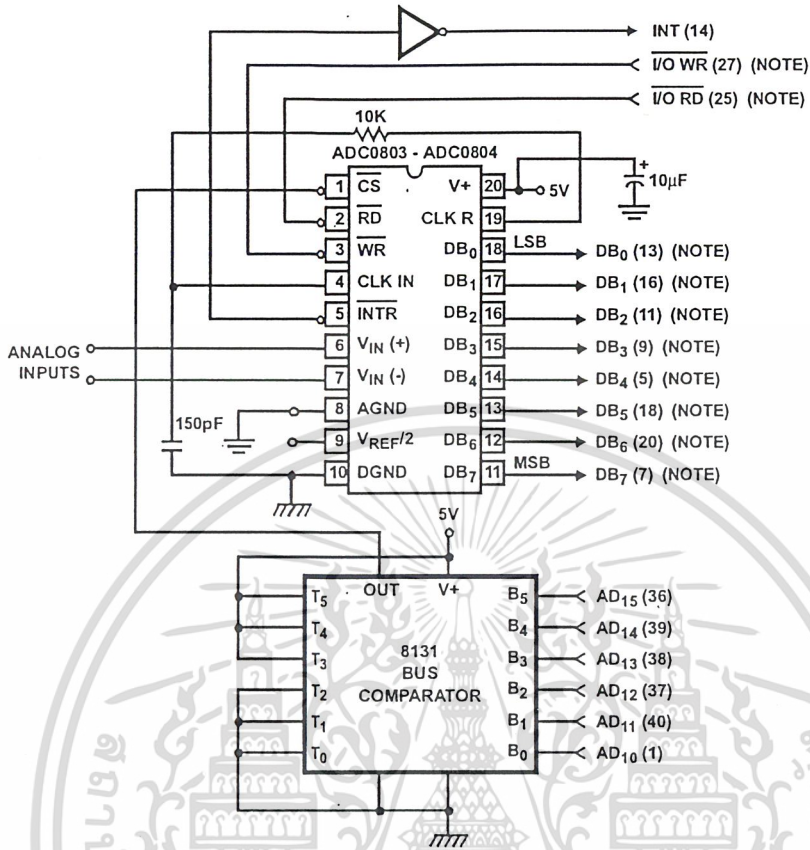 INT (14)
I/O WR (27) (NOTE)
I/O RD (25) (NOTE)
10K
ADC0803 - ADC0804
1 CS V+ 20 5V
+
10µF
2 RD CLK R 19
3 WR DB0 18 LSB DB0 (13) (NOTE)
4 CLK IN DB1 17 DB1 (16) (NOTE)
5 INTR DB2 16 DB2 (11) (NOTE)
ANALOG INPUTS
6 VIN (+) DB3 15 DB3 (9) (NOTE)
7 VIN (-) DB4 14 DB4 (5) (NOTE)
150pF
8 AGND DB5 13 DB5 (18) (NOTE)
9 VREF/2 DB6 12 DB6 (20) (NOTE)
10 DGND DB7 11 MSB DB7 (7) (NOTE)
5V
OUT V+
T5 B5 AD15 (36)
T4 B4 AD14 (39)
T3 B3 AD13 (38)
8131
BUS
COMPARATOR
T2 B2 AD12 (37)
T1 B1 AD11 (40)
T0 B0 AD10 (1)